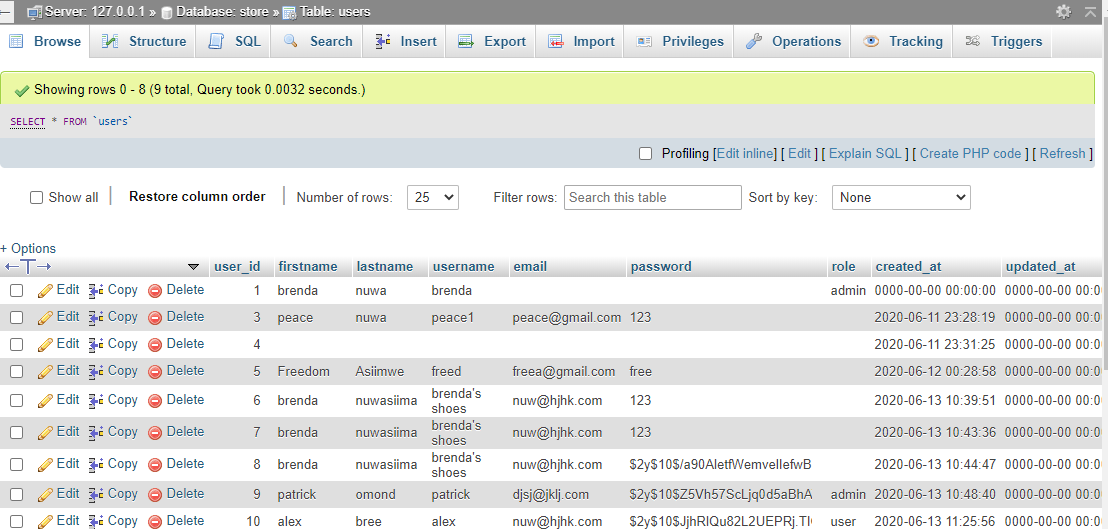 Server: 127.0.0.1 » Database: store » Table: users
Browse Structure SQL Search Insert Export Import Privileges Operations Tracking Triggers
Showing rows 0 - 8 (9 total, Query took 0.0032 seconds.)
SELECT * FROM `users`
Profiling [Edit inline] [ Edit ] [ Explain SQL ] [ Create PHP code ] [ Refresh ]
Show all Restore column order Number of rows: 25 Filter rows: Search this table Sort by key: None
+ Options
←T→ user_id firstname lastname username email password role created_at updated_at
Edit Copy Delete 1 brenda nuwa brenda admin 0000-00-00 00:00:00 0000-00-00 00:0
Edit Copy Delete 3 peace nuwa peace1 peace@gmail.com 123 2020-06-11 23:28:19 0000-00-00 00:0
Edit Copy Delete 4 2020-06-11 23:31:25 0000-00-00 00:0
Edit Copy Delete 5 Freedom Asiimwe freed freea@gmail.com free 2020-06-12 00:28:58 0000-00-00 00:0
Edit Copy Delete 6 brenda nuwasiima brenda's shoes nuw@hjhk.com 123 2020-06-13 10:39:51 0000-00-00 00:0
Edit Copy Delete 7 brenda nuwasiima brenda's shoes nuw@hjhk.com 123 2020-06-13 10:43:36 0000-00-00 00:0
Edit Copy Delete 8 brenda nuwasiima brenda's shoes nuw@hjhk.com $2y$10$/a90AletfWemvellefwB 2020-06-13 10:44:47 0000-00-00 00:0
Edit Copy Delete 9 patrick omond patrick djsj@jklj.com $2y$10$Z5Vh57ScLjq0d5aBhA admin 2020-06-13 10:48:40 0000-00-00 00:0
Edit Copy Delete 10 alex bree alex nuw@hjhk.com $2y$10$JjhRlQu82L2UEPRj.Tl user 2020-06-13 11:25:56 0000-00-00 00:0